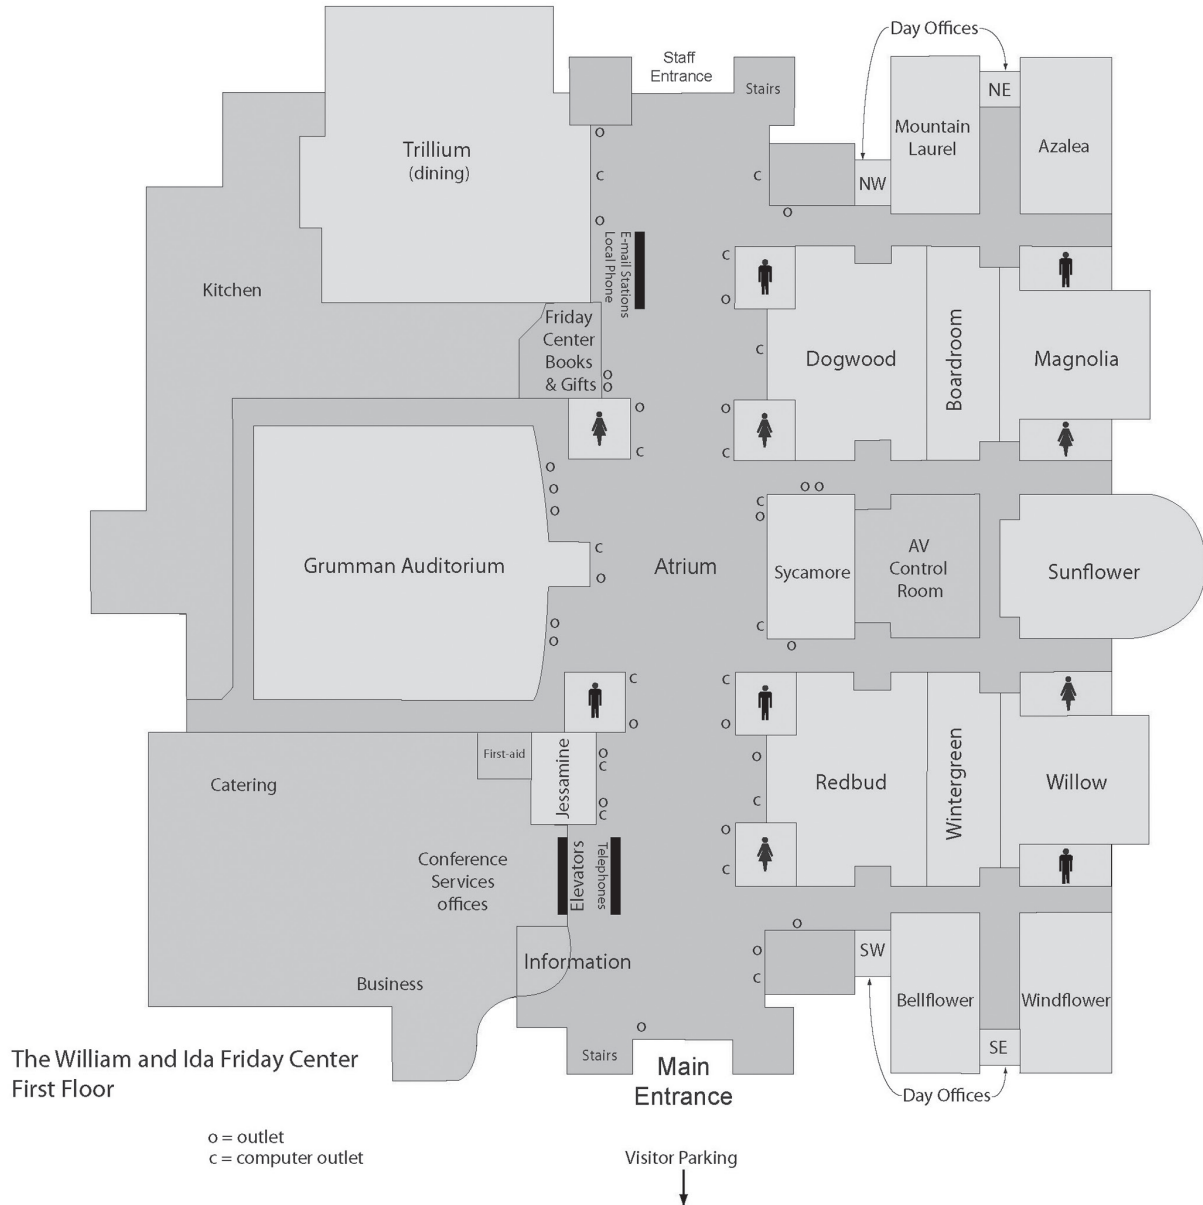 Day Offices
Staff
Entrance
Stairs
NE
Mountain
Laurel
Azalea
Trillium
(dining)
NW
o
c
c
o
o
E-mail Stations
Local Phone
c
Kitchen
o
Friday
Center
Books
& Gifts
c
Dogwood
Boardroom
Magnolia
o
o
o
o
c
c
o
o
o
o o
c
o
Grumman Auditorium
c
o
Atrium
Sycamore
AV
Control
Room
Sunflower
o
o
c
o
c
o
c
o
First-aid
Jessamine
o
c
o
c
o
c
Redbud
Wintergreen
Willow
Catering
Conference
Services
offices
Elevators
Telephones
o
c
o
Information
o
c
SW
Business
Bellflower
Windflower
o
SE
Stairs
Main
Entrance
Day Offices
The William and Ida Friday Center
First Floor
o = outlet
c = computer outlet
Visitor Parking